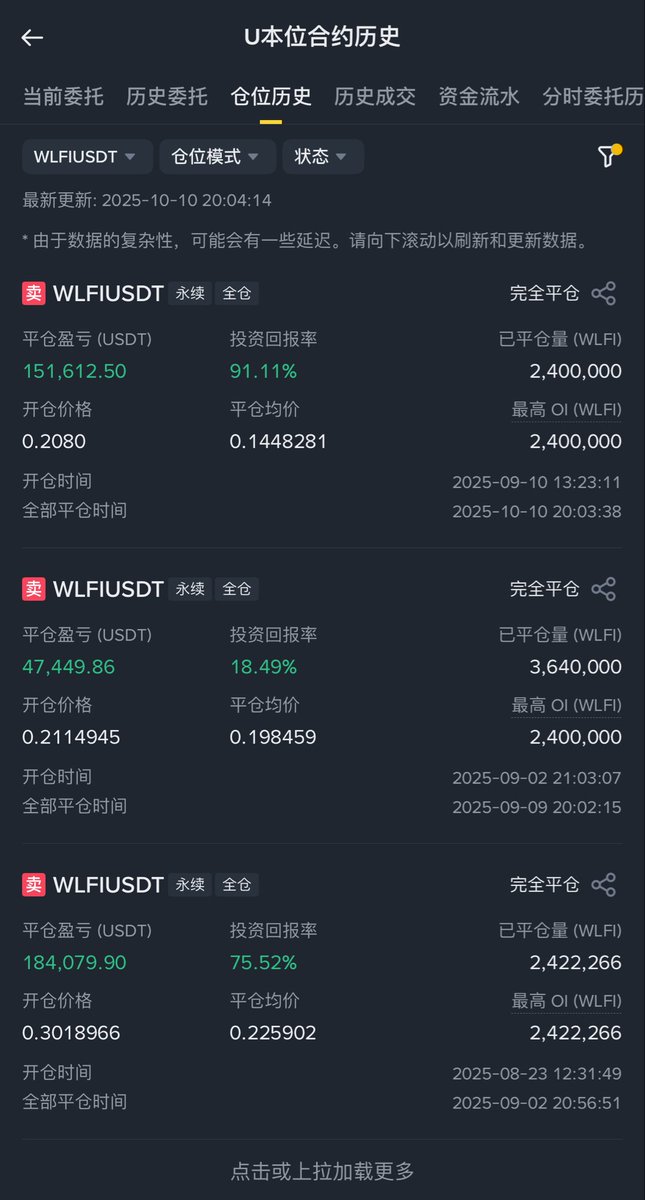 U本位合约历史
当前委托 历史委托 仓位历史 历史成交 资金流水 分时委托历
WLFIUSDT 仓位模式 状态
最新更新: 2025-10-10 20:04:14
* 由于数据的复杂性，可能会有一些延迟。请向下滚动以刷新和更新数据。
卖 WLFIUSDT 永续 全仓 完全平仓
平仓盈亏 (USDT) 投资回报率 已平仓量 (WLFI)
151,612.50 91.11% 2,400,000
开仓价格 平仓均价 最高 OI (WLFI)
0.2080 0.1448281 2,400,000
开仓时间 2025-09-10 13:23:11
全部平仓时间 2025-10-10 20:03:38
卖 WLFIUSDT 永续 全仓 完全平仓
平仓盈亏 (USDT) 投资回报率 已平仓量 (WLFI)
47,449.86 18.49% 3,640,000
开仓价格 平仓均价 最高 OI (WLFI)
0.2114945 0.198459 2,400,000
开仓时间 2025-09-02 21:03:07
全部平仓时间 2025-09-09 20:02:15
卖 WLFIUSDT 永续 全仓 完全平仓
平仓盈亏 (USDT) 投资回报率 已平仓量 (WLFI)
184,079.90 75.52% 2,422,266
开仓价格 平仓均价 最高 OI (WLFI)
0.3018966 0.225902 2,422,266
开仓时间 2025-08-23 12:31:49
全部平仓时间 2025-09-02 20:56:51
点击或上拉加载更多